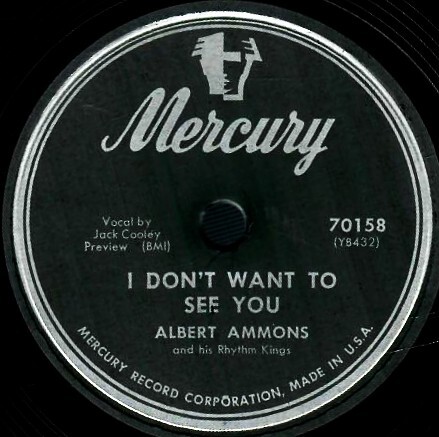 Mercury
Vocal by
Jack Cooley
Preview (BMI)
70158
(YB432)
I DON'T WANT TO
SEE YOU
ALBERT AMMONS
and his Rhythm Kings
MERCURY RECORD CORPORATION, MADE IN U.S.A.